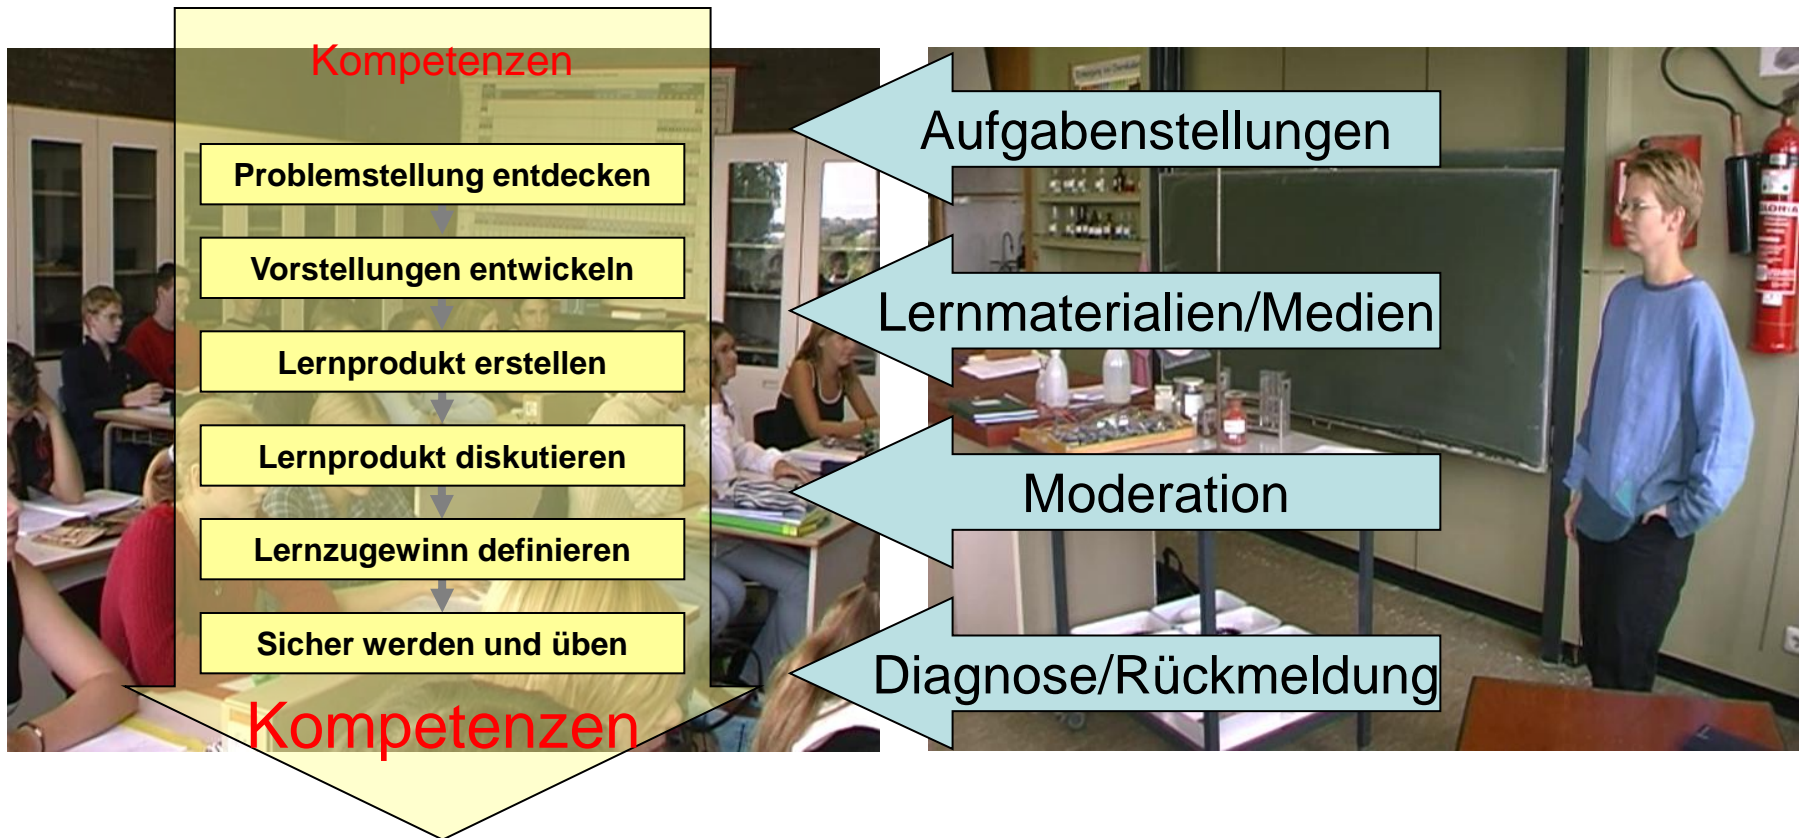 Kompetenzen
Problemstellung entdecken
Vorstellungen entwickeln
Lernprodukt erstellen
Lernprodukt diskutieren
Lernzugewinn definieren
Sicher werden und üben
Kompetenzen
Aufgabenstellungen
Lernmaterialien/Medien
Moderation
Diagnose/Rückmeldung